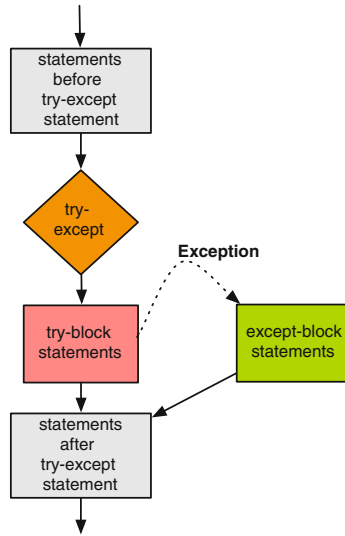 statements
before
try-except
statement
try-
except
Exception
try-block
statements
except-block
statements
statements
after
try-except
statement